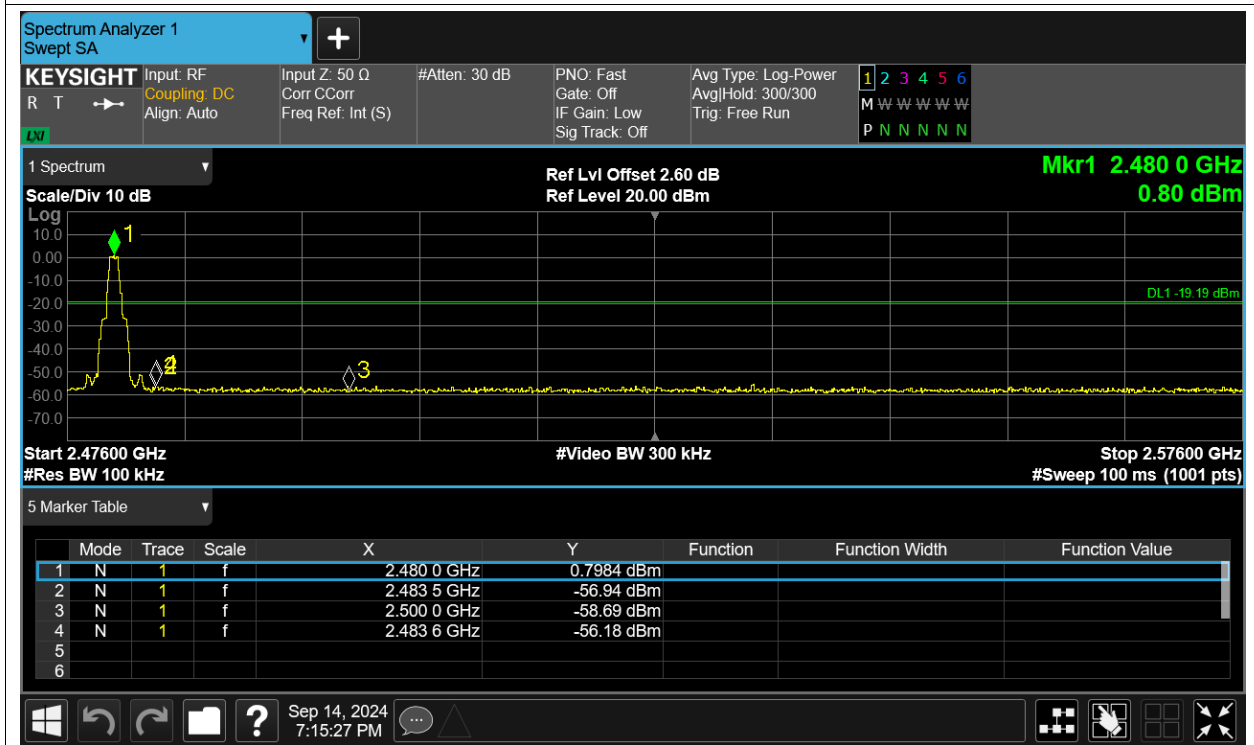 Spectrum Analyzer 1
Swept SA
KEYSIGHT
R T
LXI
Input: RF
Coupling: DC
Align: Auto
Input Z: 50 Ω
Corr CCorr
Freq Ref: Int (S)
#Atten: 30 dB
PNO: Fast
Gate: Off
IF Gain: Low
Sig Track: Off
Avg Type: Log-Power
Avg|Hold: 300/300
Trig: Free Run
1 2 3 4 5 6
M W W W W W
P N N N N N
1 Spectrum
Scale/Div 10 dB
Ref Lvl Offset 2.60 dB
Ref Level 20.00 dBm
Mkr1 2.480 0 GHz
0.80 dBm
Log
10.0
0.00
-10.0
-20.0
-30.0
-40.0
-50.0
-60.0
-70.0
1
2
4
3
DL1 -19.19 dBm
Start 2.47600 GHz
#Res BW 100 kHz
#Video BW 300 kHz
Stop 2.57600 GHz
#Sweep 100 ms (1001 pts)
5 Marker Table
Mode Trace Scale X Y Function Function Width Function Value
1 N 1 f 2.480 0 GHz 0.7984 dBm
2 N 1 f 2.483 5 GHz -56.94 dBm
3 N 1 f 2.500 0 GHz -58.69 dBm
4 N 1 f 2.483 6 GHz -56.18 dBm
5
6
?
Sep 14, 2024
7:15:27 PM